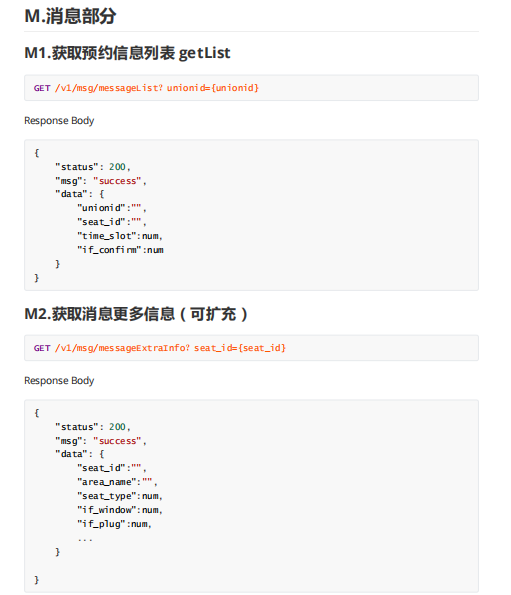 M.消息部分
M1.获取预约信息列表 getList
GET /v1/msg/messageList? unionid={unionid}
Response Body
{
    "status": 200,
    "msg": "success",
    "data": {
        "unionid":"",
        "seat_id":"",
        "time_slot":num,
        "if_confirm":num
    }
}
M2.获取消息更多信息（可扩充）
GET /v1/msg/messageExtraInfo? seat_id={seat_id}
Response Body
{
    "status": 200,
    "msg": "success",
    "data": {
        "seat_id":"",
        "area_name":"",
        "seat_type":num,
        "if_window":num,
        "if_plug":num,
        ...
    }
}